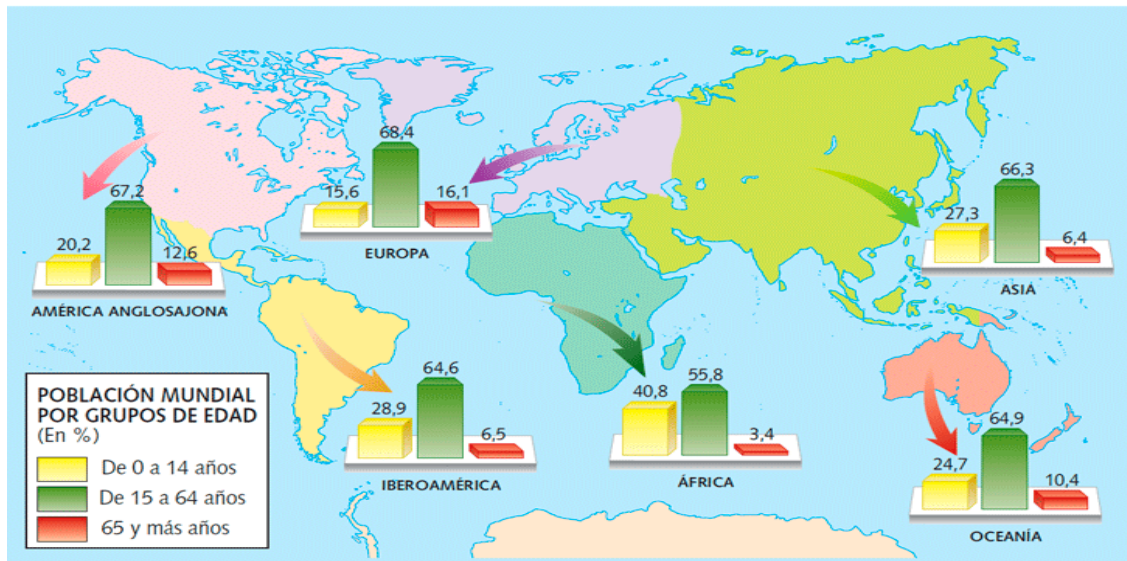 68,4
15,6
16,1
EUROPA
67,2
20,2
12,6
AMÉRICA ANGLOSAJONA
66,3
27,3
6,4
ASIA
64,6
28,9
6,5
IBEROAMÉRICA
55,8
40,8
3,4
ÁFRICA
64,9
24,7
10,4
OCEANÍA
POBLACIÓN MUNDIAL
POR GRUPOS DE EDAD
(En %)
De 0 a 14 años
De 15 a 64 años
65 y más años